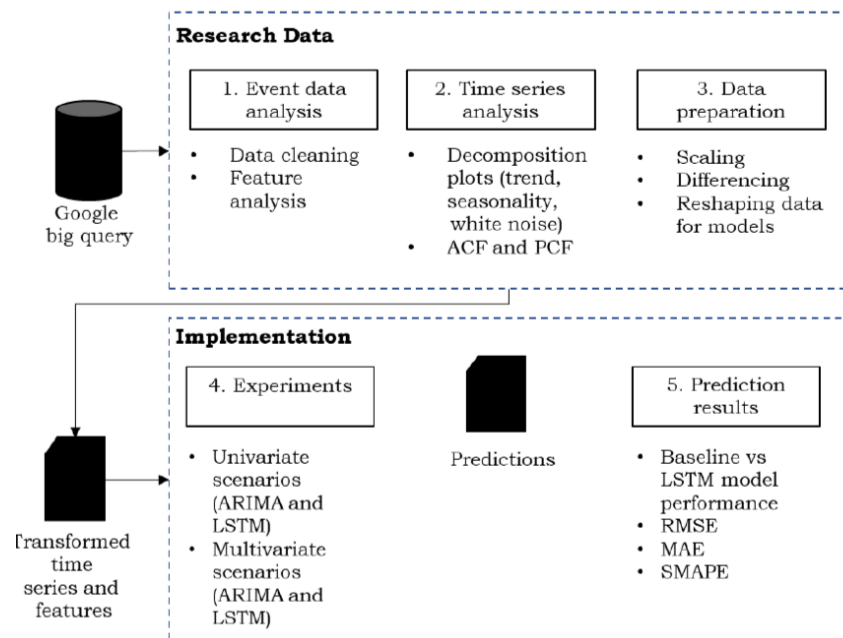 Research Data
1. Event data
analysis
• Data cleaning
• Feature
analysis
2. Time series
analysis
• Decomposition
plots (trend,
seasonality,
white noise)
• ACF and PCF
3. Data
preparation
• Scaling
• Differencing
• Reshaping data
for models
Google
big query
Implementation
4. Experiments
• Univariate
scenarios
(ARIMA and
LSTM)
• Multivariate
scenarios
(ARIMA and
LSTM)
Predictions
5. Prediction
results
• Baseline vs
LSTM model
performance
• RMSE
• MAE
• SMAPE
Transformed
time
series and
features